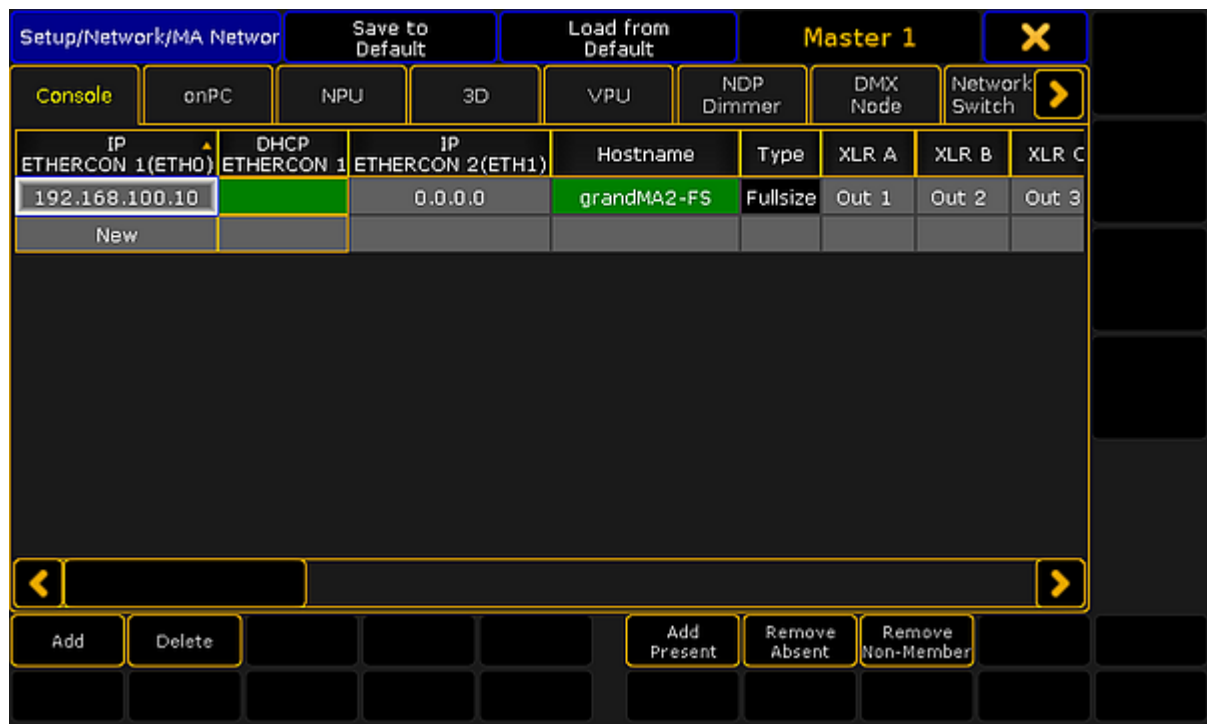 Setup/Network/MA Networ
Save to
Default
Load from
Default
Master 1
Console
onPC
NPU
3D
VPU
NDP
Dimmer
DMX
Node
Network
Switch
IP
ETHERCON 1(ETH0)
DHCP
ETHERCON 1
IP
ETHERCON 2(ETH1)
Hostname
Type
XLR A
XLR B
XLR C
192.168.100.10
0.0.0.0
grandMA2-FS
Fullsize
Out 1
Out 2
Out 3
New
Add
Delete
Add
Present
Remove
Absent
Remove
Non-Member